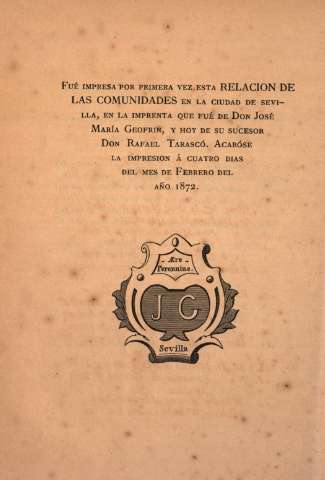 Fué impresa por primera vez esta RELACION DE
LAS COMUNIDADES en la ciudad de Sevi-
lla, en la imprenta que fué de Don José
María Geofrin, y hoy de su sucesor
Don Rafael Tarascó. Acabóse
la impresion á cuatro dias
del mes de Febrero del
año 1872.
Ære
Perennius.
J G
Sevilla